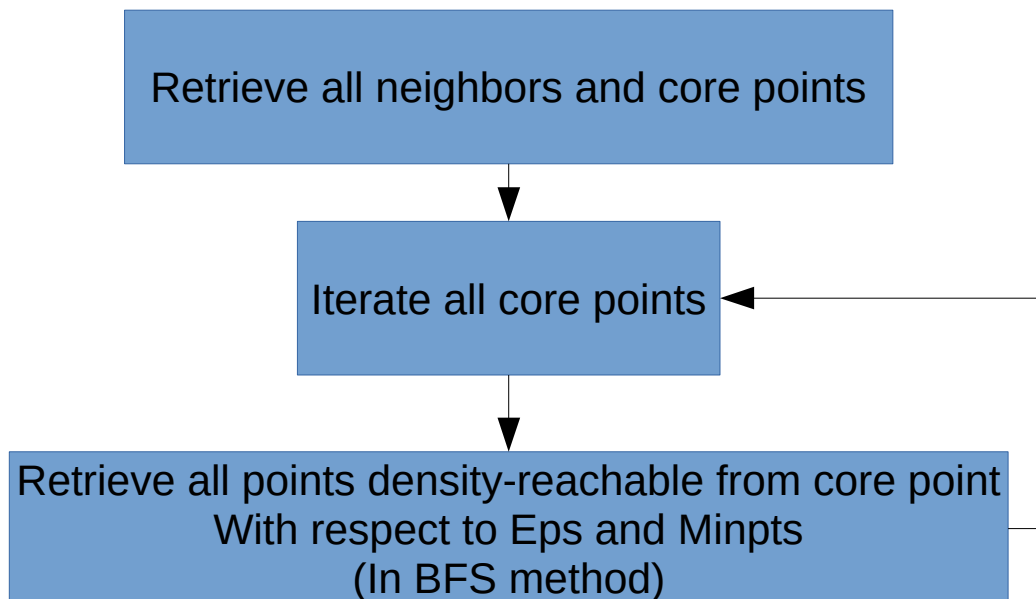 Retrieve all neighbors and core points
Iterate all core points
Retrieve all points density-reachable from core point
With respect to Eps and Minpts
(In BFS method)